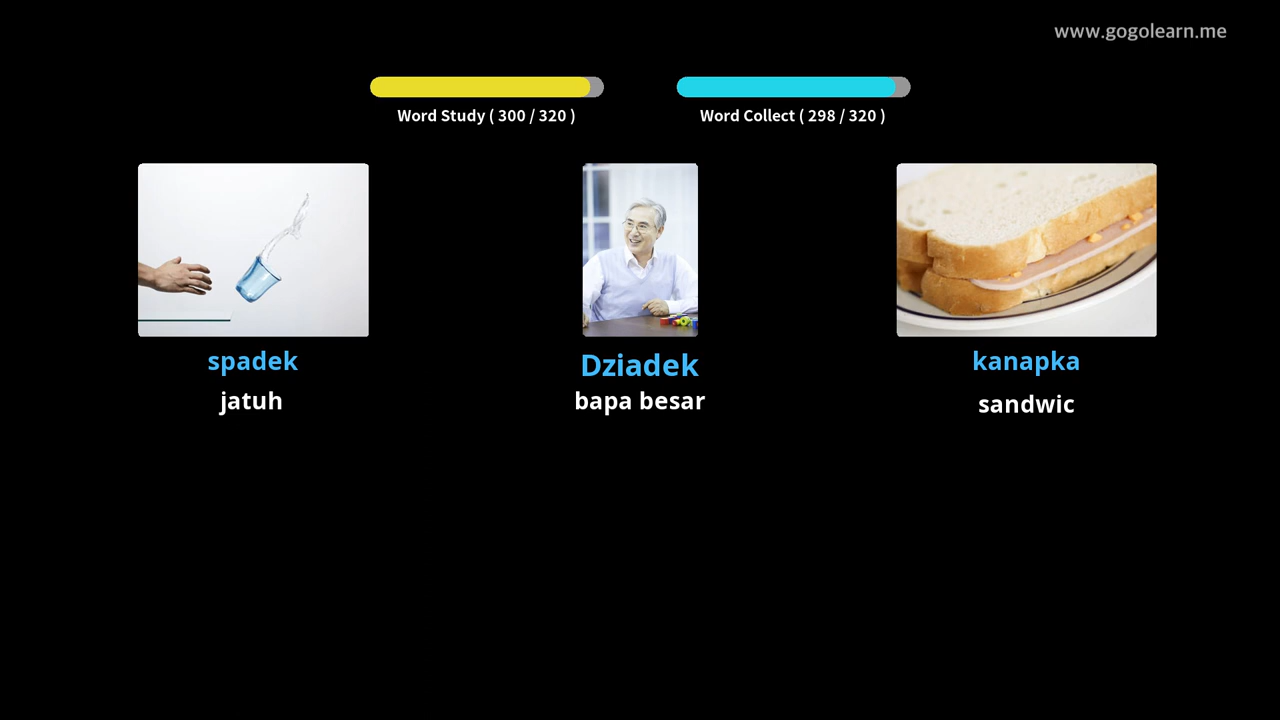 www.gogolearn.me
Word Study ( 300 / 320 )
Word Collect ( 298 / 320 )
spadek
jatuh
Dziadek
bapa besar
kanapka
sandwic